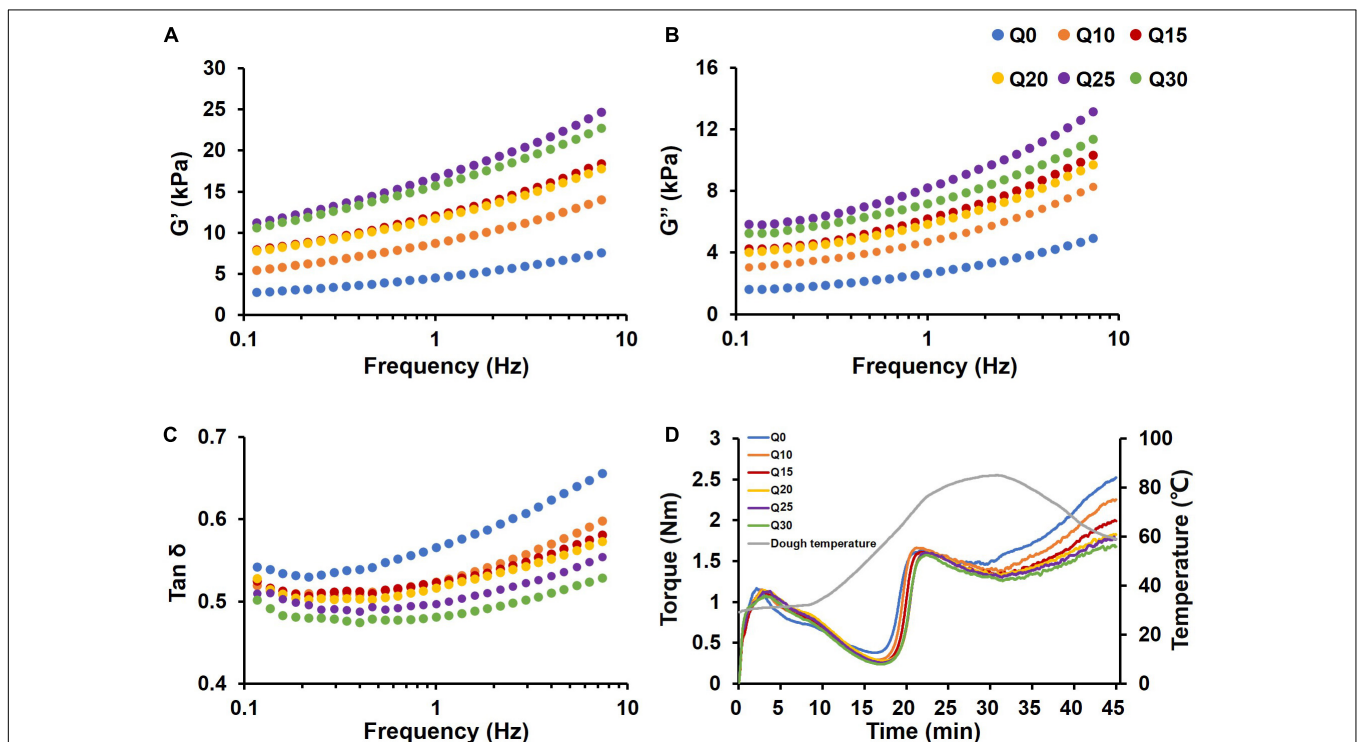 A
B
Q0 Q10 Q15
Q20 Q25 Q30
30
25
20
15
10
5
0
G’ (kPa)
0.1 1 10
Frequency (Hz)
16
12
8
4
0
G’’ (kPa)
0.1 1 10
Frequency (Hz)
C
0.7
0.6
0.5
0.4
Tan δ
0.1 1 10
Frequency (Hz)
D
3
2.5
2
1.5
1
0.5
0
Torque (Nm)
Q0
Q10
Q15
Q20
Q25
Q30
Dough temperature
100
80
60
40
20
0
Temperature (℃)
0 5 10 15 20 25 30 35 40 45
Time (min)